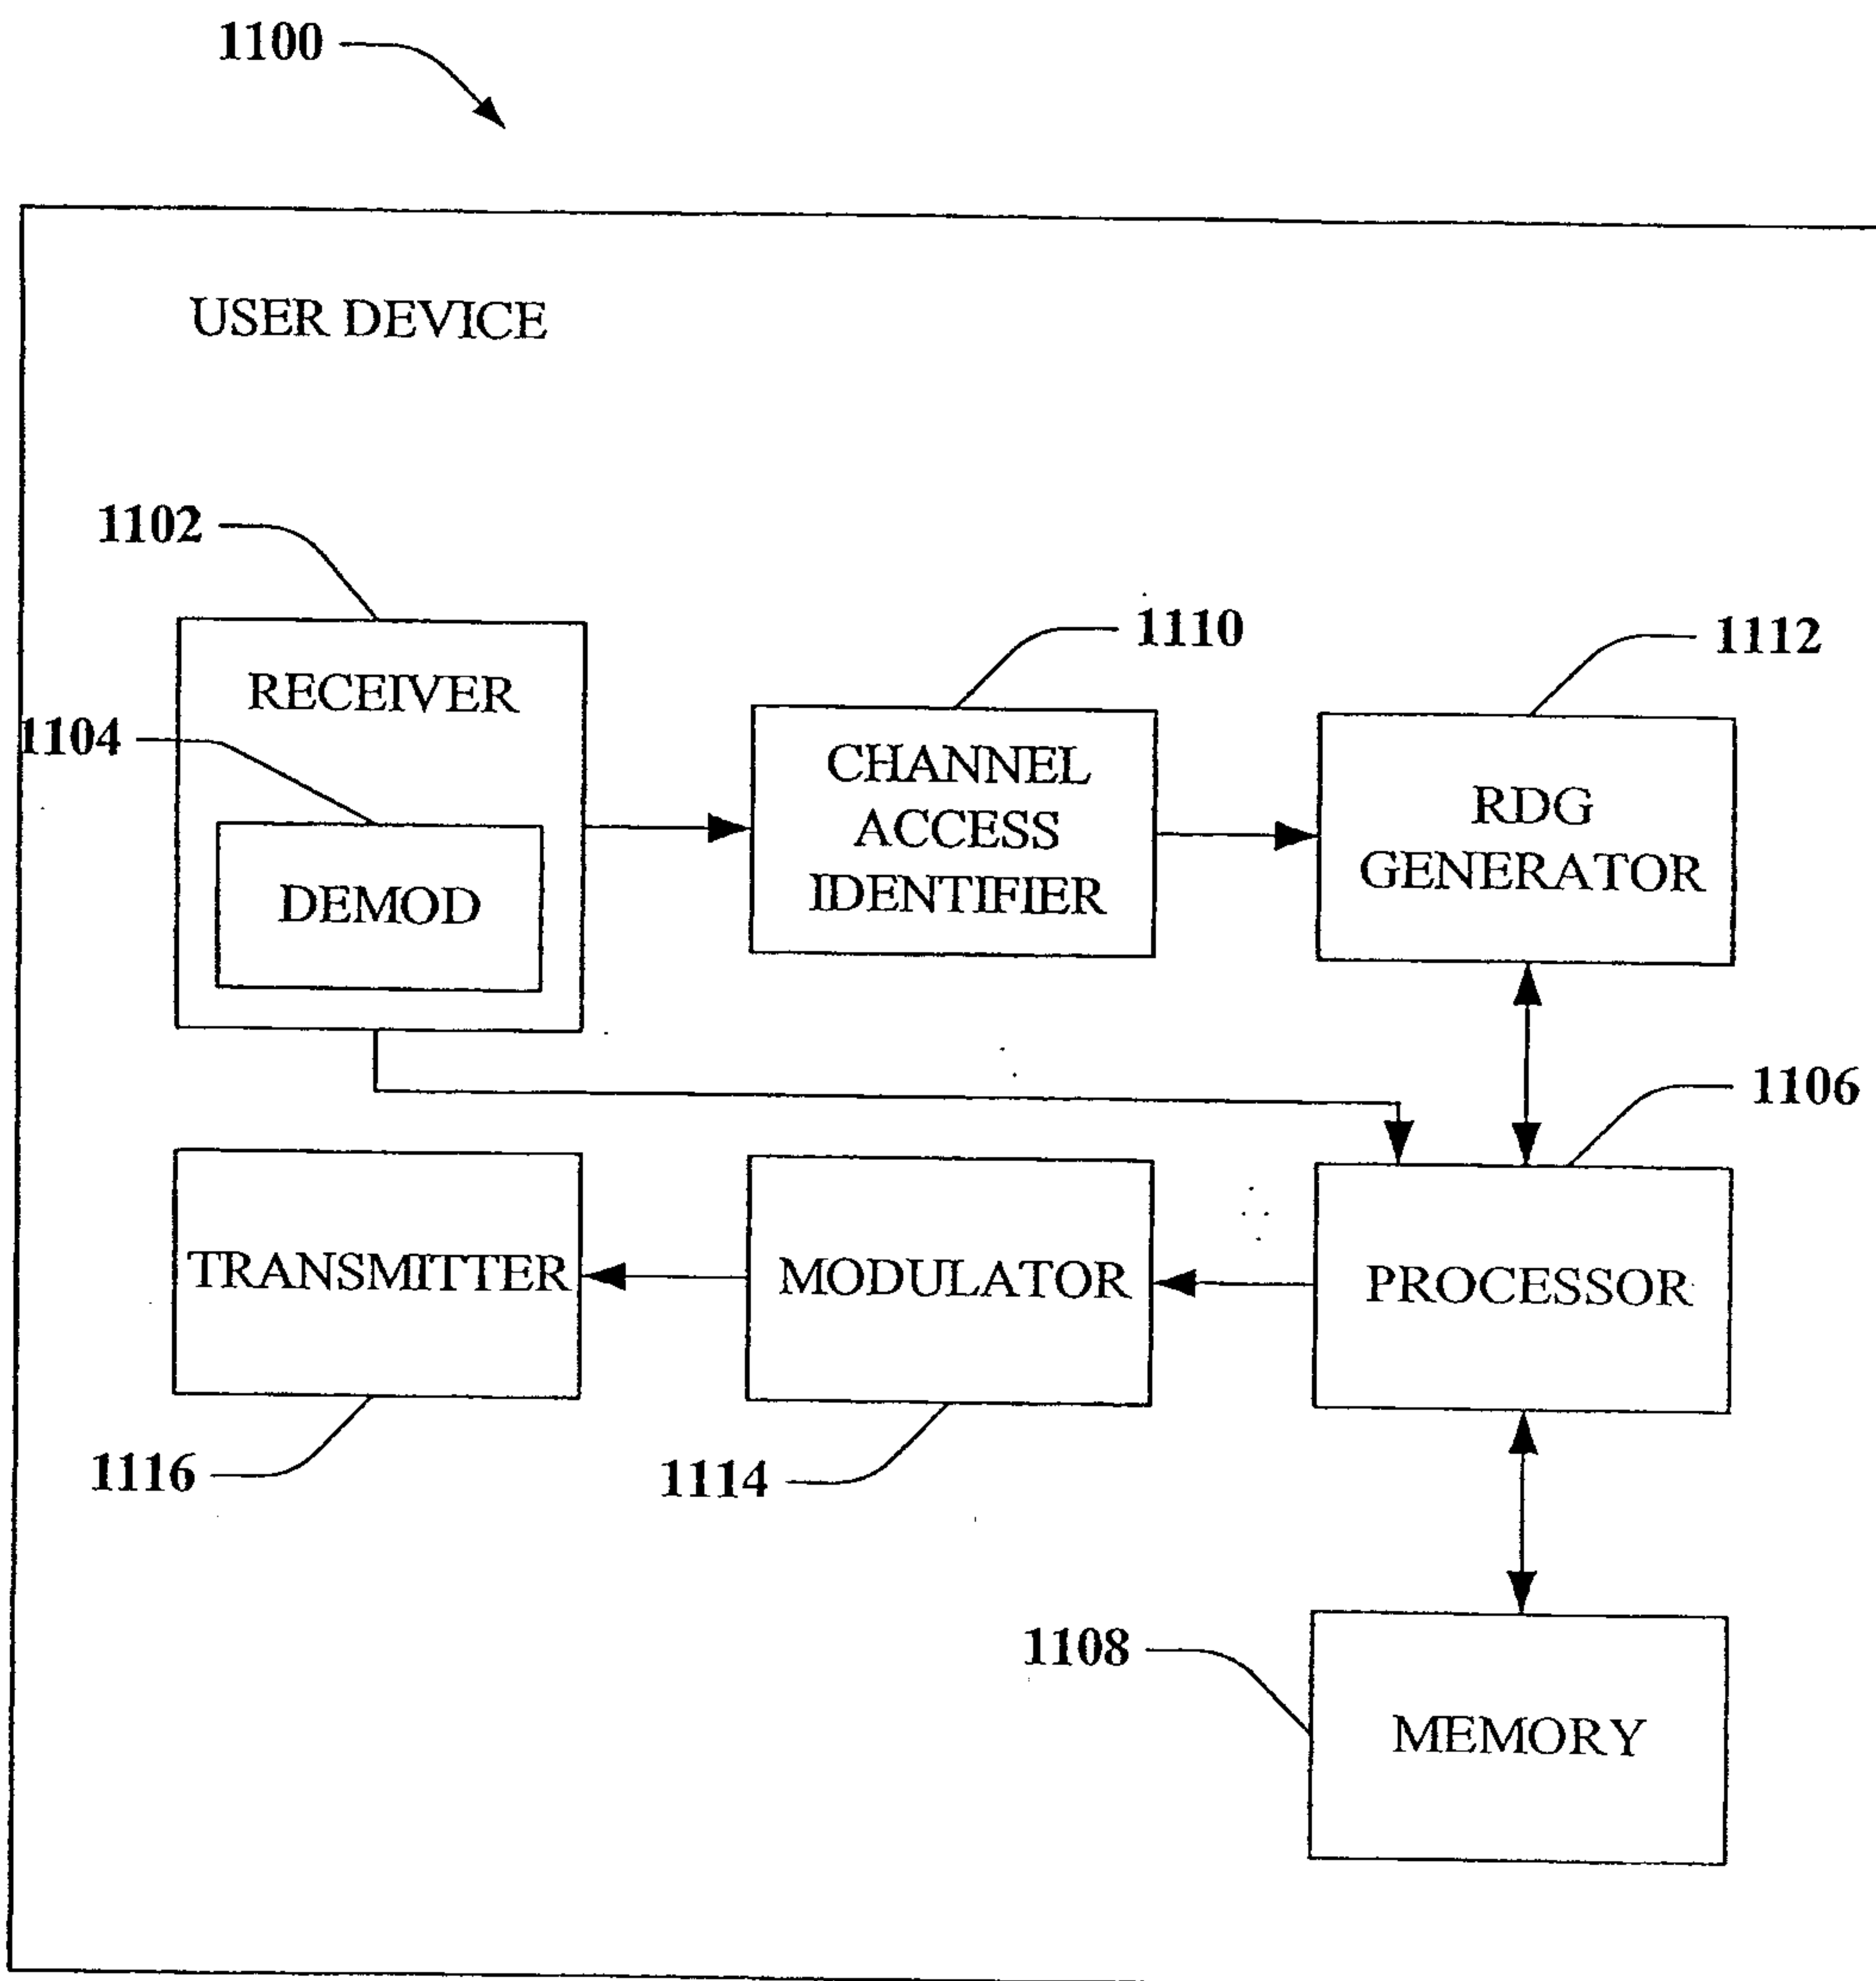 1100
USER DEVICE
1102
RECEIVER
1104
DEMOD
1110
CHANNEL
ACCESS
IDENTIFIER
1112
RDG
GENERATOR
1106
TRANSMITTER
MODULATOR
PROCESSOR
1116
1114
1108
MEMORY